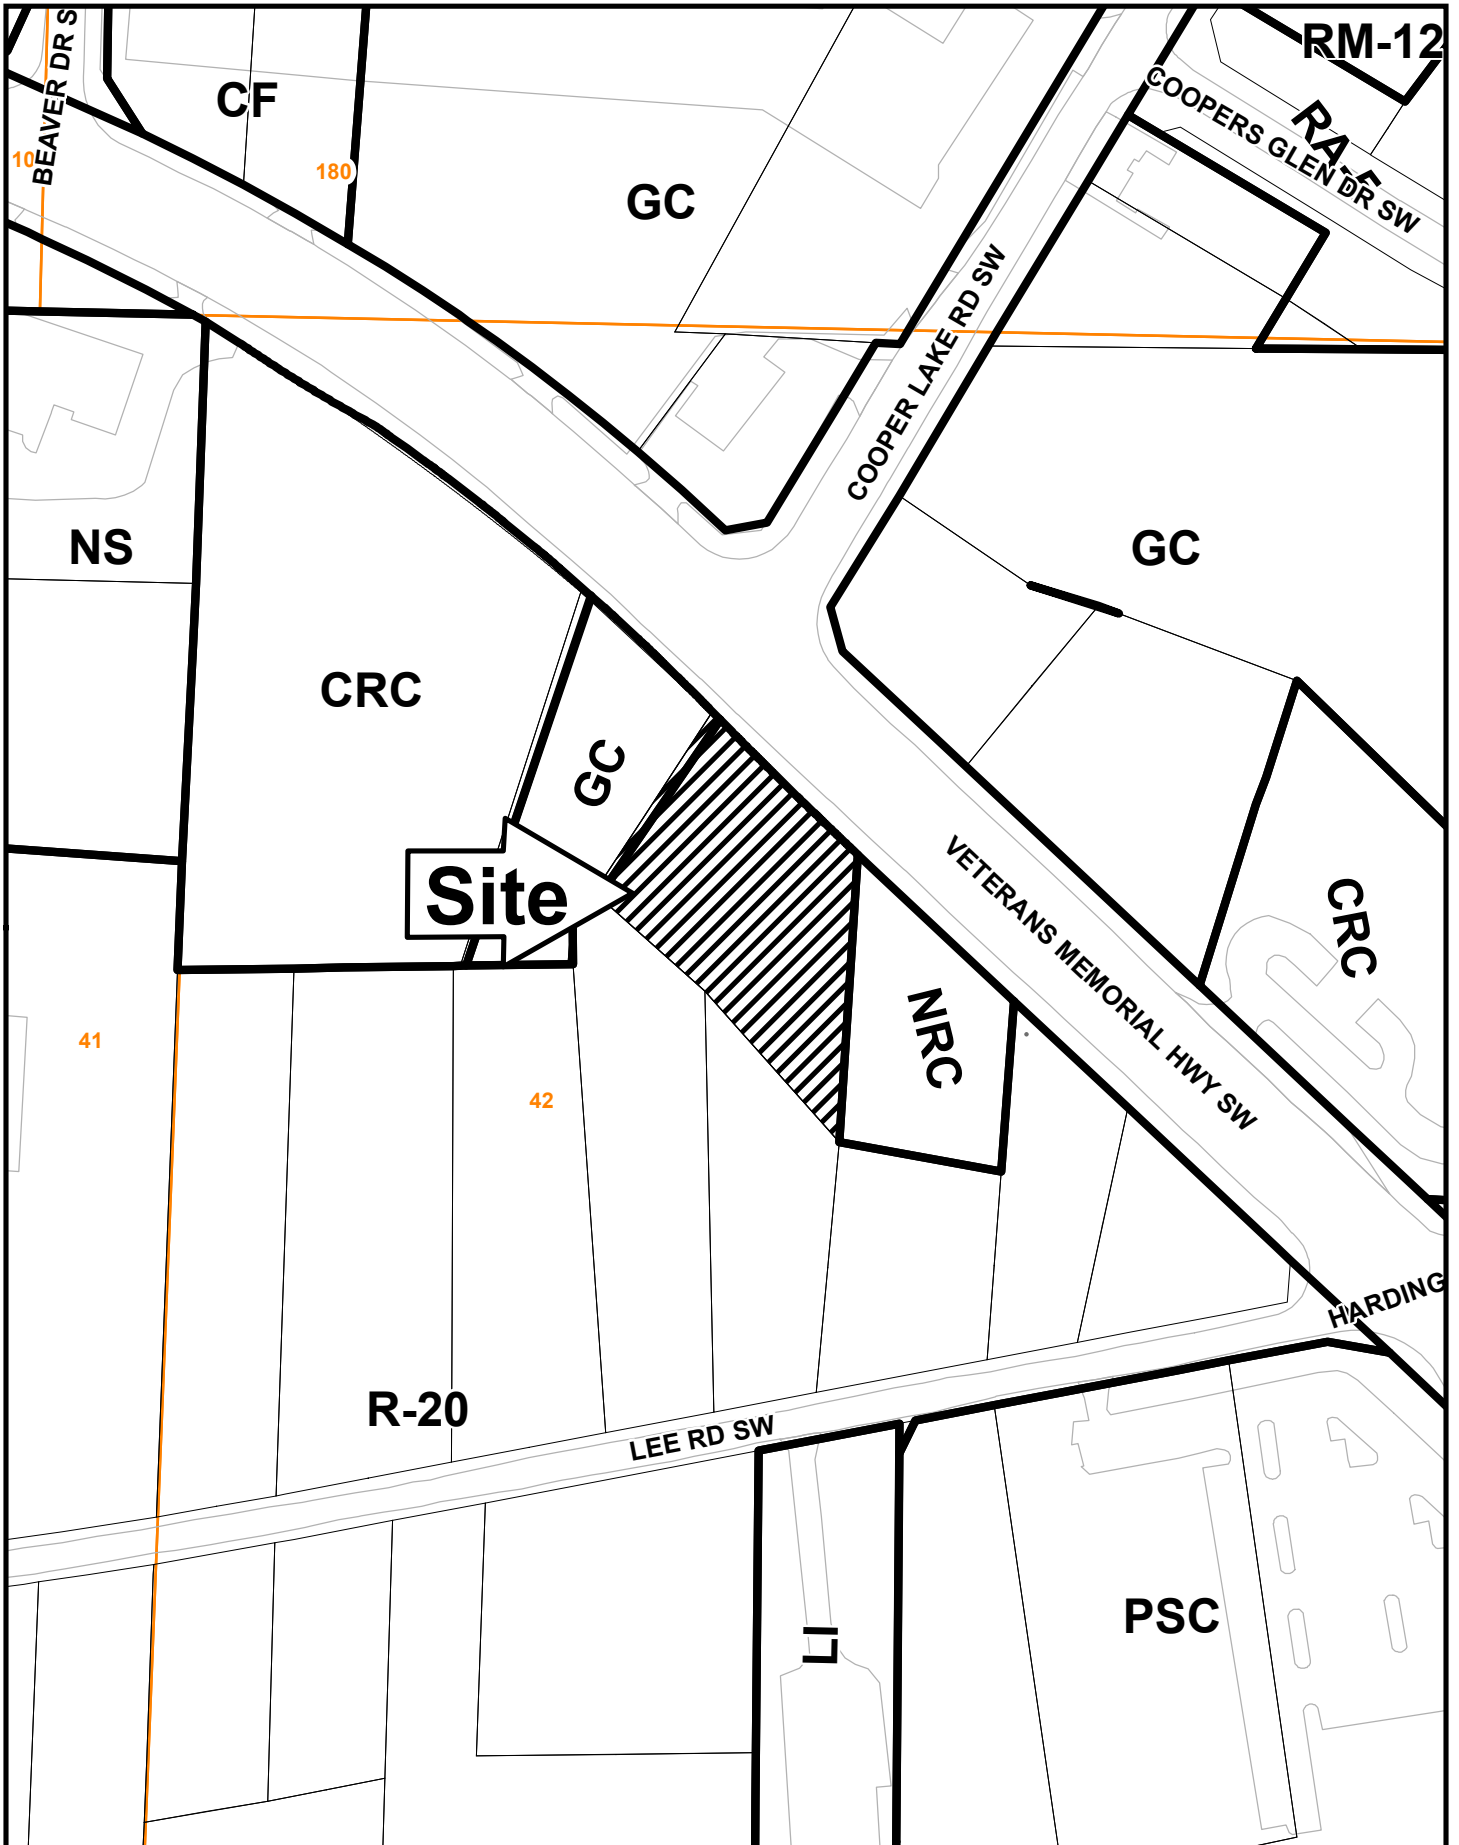 RM-12
BEAVER DR S
CF
COOPERS GLEN DR SW
10
180
GC
COOPER LAKE RD SW
NS
GC
CRC
GC
Site
VETERANS MEMORIAL HWY SW
CRC
NRC
41
42
HARDING
R-20
LEE RD SW
PSC
LI